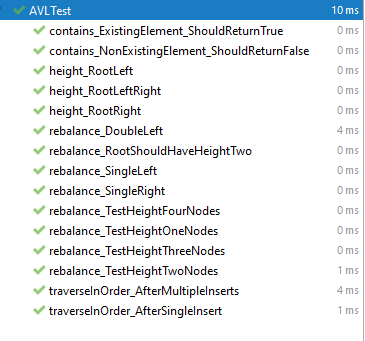 AVLTest 10 ms
contains_ExistingElement_ShouldReturnTrue 0 ms
contains_NonExistingElement_ShouldReturnFalse 0 ms
height_RootLeft 0 ms
height_RootLeftRight 0 ms
height_RootRight 0 ms
rebalance_DoubleLeft 4 ms
rebalance_RootShouldHaveHeightTwo 0 ms
rebalance_SingleLeft 0 ms
rebalance_SingleRight 0 ms
rebalance_TestHeightFourNodes 0 ms
rebalance_TestHeightOneNodes 0 ms
rebalance_TestHeightThreeNodes 0 ms
rebalance_TestHeightTwoNodes 1 ms
traverseInOrder_AfterMultipleInserts 4 ms
traverseInOrder_AfterSingleInsert 1 ms